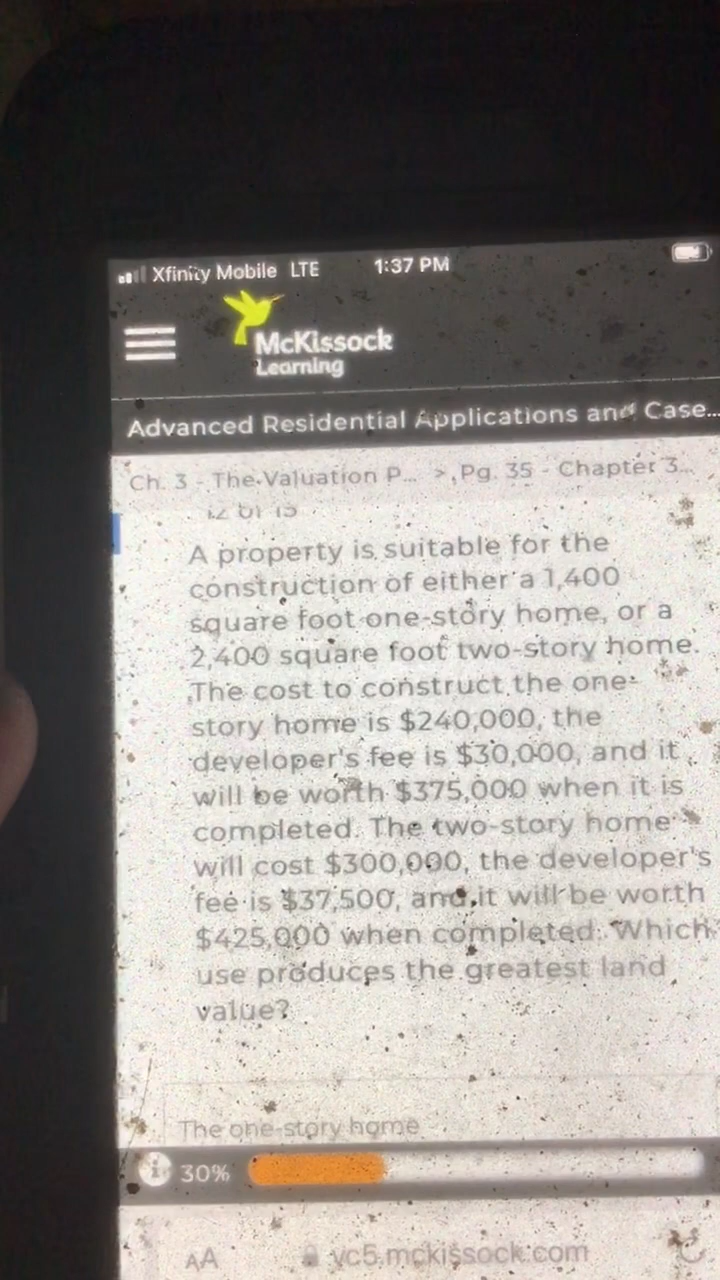 Xfinity Mobile LTE 1:37 PM
McKissock
Learning
Advanced Residential Applications and Case...
Ch. 3 - The Valuation P... > Pg. 35 - Chapter 3...
12 of 15
A property is suitable for the
construction of either a 1,400
square foot one-story home, or a
2,400 square foot two-story home.
The cost to construct the one-
story home is $240,000, the
developer's fee is $30,000, and it
will be worth $375,000 when it is
completed. The two-story home
will cost $300,000, the developer's
fee is $37,500, and it will be worth
$425,000 when completed. Which
use produces the greatest land
value?
The one-story home
30%
AA vc5.mckissock.com